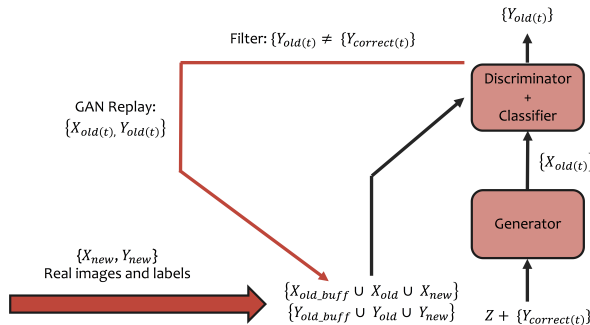 {Y_old(t)}
Filter: {Y_old(t) ≠ {Y_correct(t)}
Discriminator
+
Classifier
GAN Replay:
{X_old(t), Y_old(t)}
{X_old(t)}
Generator
{X_new, Y_new}
Real images and labels
{X_old_buff ∪ X_old ∪ X_new}
{Y_old_buff ∪ Y_old ∪ Y_new}
Z + {Y_correct(t)}